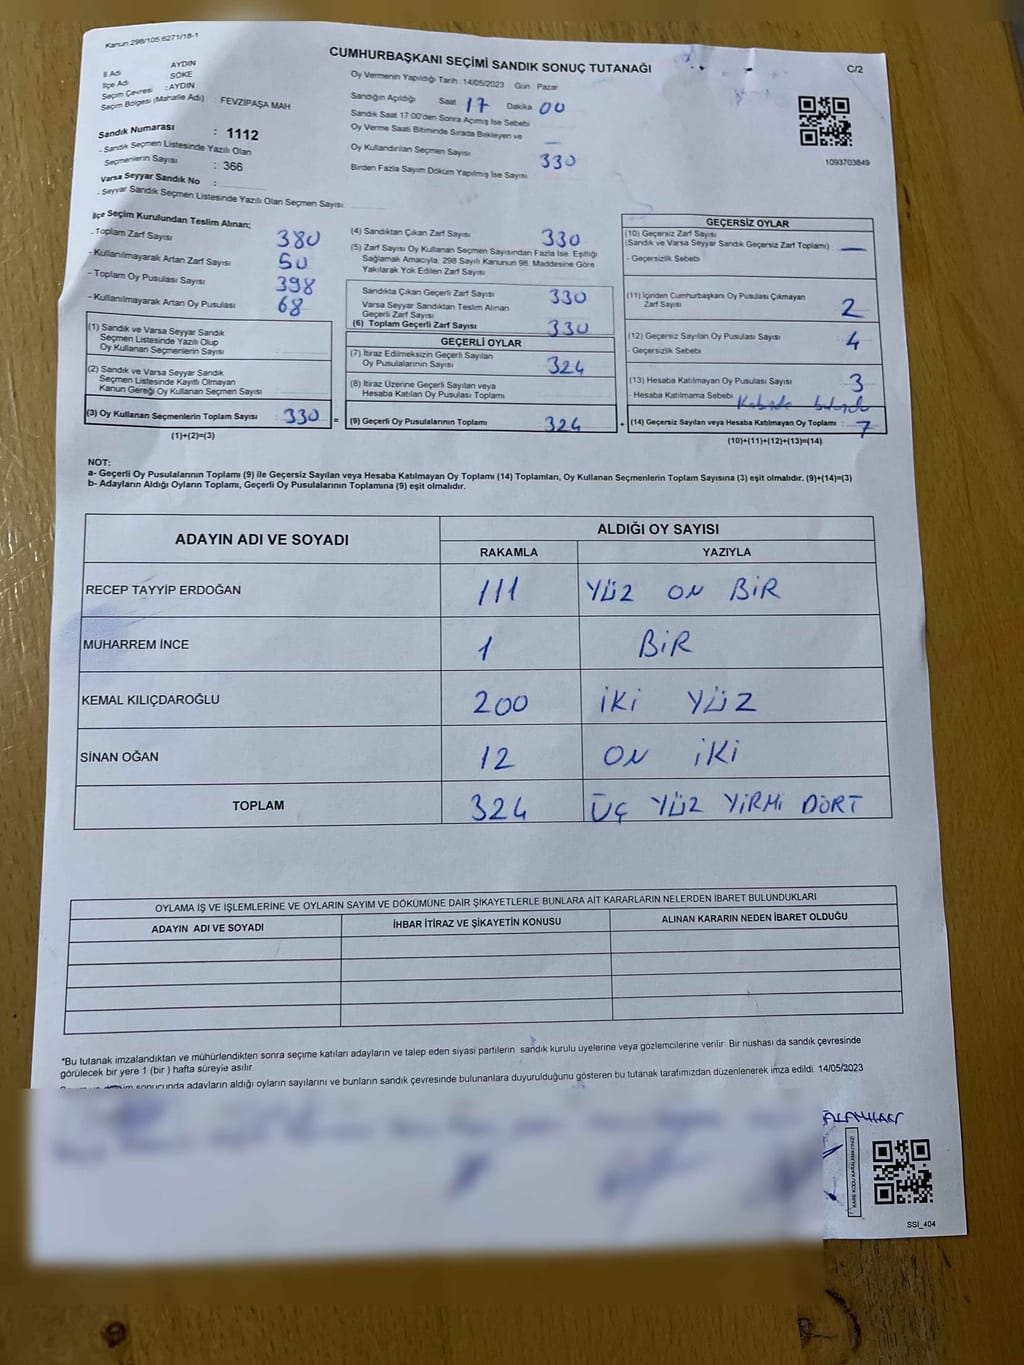 Kanun:298/105,6271/18-1
CUMHURBAŞKANI SEÇİMİ SANDIK SONUÇ TUTANAĞI
C/2
İl Adı AYDIN
İlçe Adı SÖKE
Seçim Çevresi : AYDIN
Seçim Bölgesi (Mahalle Adı) : FEVZİPAŞA MAH
Sandık Numarası : 1112
- Sandık Seçmen Listesinde Yazılı Olan
Seçmenlerin Sayısı : 366
Varsa Seyyar Sandık No :
- Seyyar Sandık Seçmen Listesinde Yazılı Olan Seçmen Sayısı:
Oy Vermenin Yapıldığı Tarih :14/05/2023 Gün : Pazar
Sandığın Açıldığı Saat 17 Dakika 00
Sandık Saat 17:00'den Sonra Açımış İse Sebebi
Oy Verme Saati Bitiminde Sırada Bekleyen ve
Oy Kullandırılan Seçmen Sayısı —
330
Birden Fazla Sayım Döküm Yapılmış İse Sayısı
1093703849
İlçe Seçim Kurulundan Teslim Alınan;
- Toplam Zarf Sayısı 380
- Kullanılmayarak Artan Zarf Sayısı 50
- Toplam Oy Pusulası Sayısı 398
- Kullanılmayarak Artan Oy Pusulası 68
(1) Sandık ve Varsa Seyyar Sandık
Seçmen Listesinde Yazılı Olup
Oy Kullanan Seçmenlerin Sayısı
(2) Sandık ve Varsa Seyyar Sandık
Seçmen Listesinde Kayıtlı Olmayan
Kanun Gereği Oy Kullanan Seçmen Sayısı
(3) Oy Kullanan Seçmenlerin Toplam Sayısı 330 =
(1)+(2)=(3)
(4) Sandıktan Çıkan Zarf Sayısı 330
(5) Zarf Sayısı Oy Kullanan Seçmen Sayısından Fazla İse, Eşitliği
Sağlamak Amacıyla, 298 Sayılı Kanunun 98. Maddesine Göre
Yakılarak Yok Edilen Zarf Sayısı
Sandıkta Çıkan Geçerli Zarf Sayısı 330
Varsa Seyyar Sandıktan Teslim Alınan
Geçerli Zarf Sayısı
(6) Toplam Geçerli Zarf Sayısı 330
GEÇERLİ OYLAR
(7) İtiraz Edilmeksizin Geçerli Sayılan
Oy Pusulalarının Sayısı 324
(8) İtiraz Üzerine Geçerli Sayılan veya
Hesaba Katılan Oy Pusulası Toplamı
(9) Geçerli Oy Pusulalarının Toplamı 324 +
GEÇERSİZ OYLAR
(10) Geçersiz Zarf Sayısı
(Sandık ve Varsa Seyyar Sandık Geçersiz Zarf Toplamı) —
- Geçersizlik Sebebi
(11) İçinden Cumhurbaşkanı Oy Pusulası Çıkmayan
Zarf Sayısı 2
(12) Geçersiz Sayılan Oy Pusulası Sayısı 4
- Geçersizlik Sebebi
(13) Hesaba Katılmayan Oy Pusulası Sayısı 3
- Hesaba Katılmama Sebebi
(14) Geçersiz Sayılan veya Hesaba Katılmayan Oy Toplamı : 7
(10)+(11)+(12)+(13)=(14)
NOT:
a- Geçerli Oy Pusulalarının Toplamı (9) ile Geçersiz Sayılan veya Hesaba Katılmayan Oy Toplamı (14) Toplamları, Oy Kullanan Seçmenlerin Toplam Sayısına (3) eşit olmalıdır. (9)+(14)=(3)
b- Adayların Aldığı Oyların Toplamı, Geçerli Oy Pusulalarının Toplamına (9) eşit olmalıdır.
ADAYIN ADI VE SOYADI ALDIĞI OY SAYISI
RAKAMLA YAZIYLA
RECEP TAYYİP ERDOĞAN 111 YÜZ ON BİR
MUHARREM İNCE 1 BİR
KEMAL KILIÇDAROĞLU 200 İKİ YÜZ
SİNAN OĞAN 12 ON İKİ
TOPLAM 324 ÜÇ YÜZ YİRMİ DÖRT
OYLAMA İŞ VE İŞLEMLERİNE VE OYLARIN SAYIM VE DÖKÜMÜNE DAİR ŞİKAYETLERLE BUNLARA AİT KARARLARIN NELERDEN İBARET BULUNDUKLARI
ADAYIN ADI VE SOYADI İHBAR İTİRAZ VE ŞİKAYETİN KONUSU ALINAN KARARIN NEDEN İBARET OLDUĞU
*Bu tutanak imzalandıktan ve mühürlendikten sonra seçime katılan adayların ve talep eden siyasi partilerin sandık kurulu üyelerine veya gözlemcilerine verilir. Bir nushası da sandık çevresinde
görülecek bir yere 1 (bir ) hafta süreyle asılır.
sonucunda adayların aldığı oyların sayılarını ve bunların sandık çevresinde bulunanlara duyurulduğunu gösteren bu tutanak tarafımızdan düzenlenerek imza edildi. 14/05/2023
SSI_404